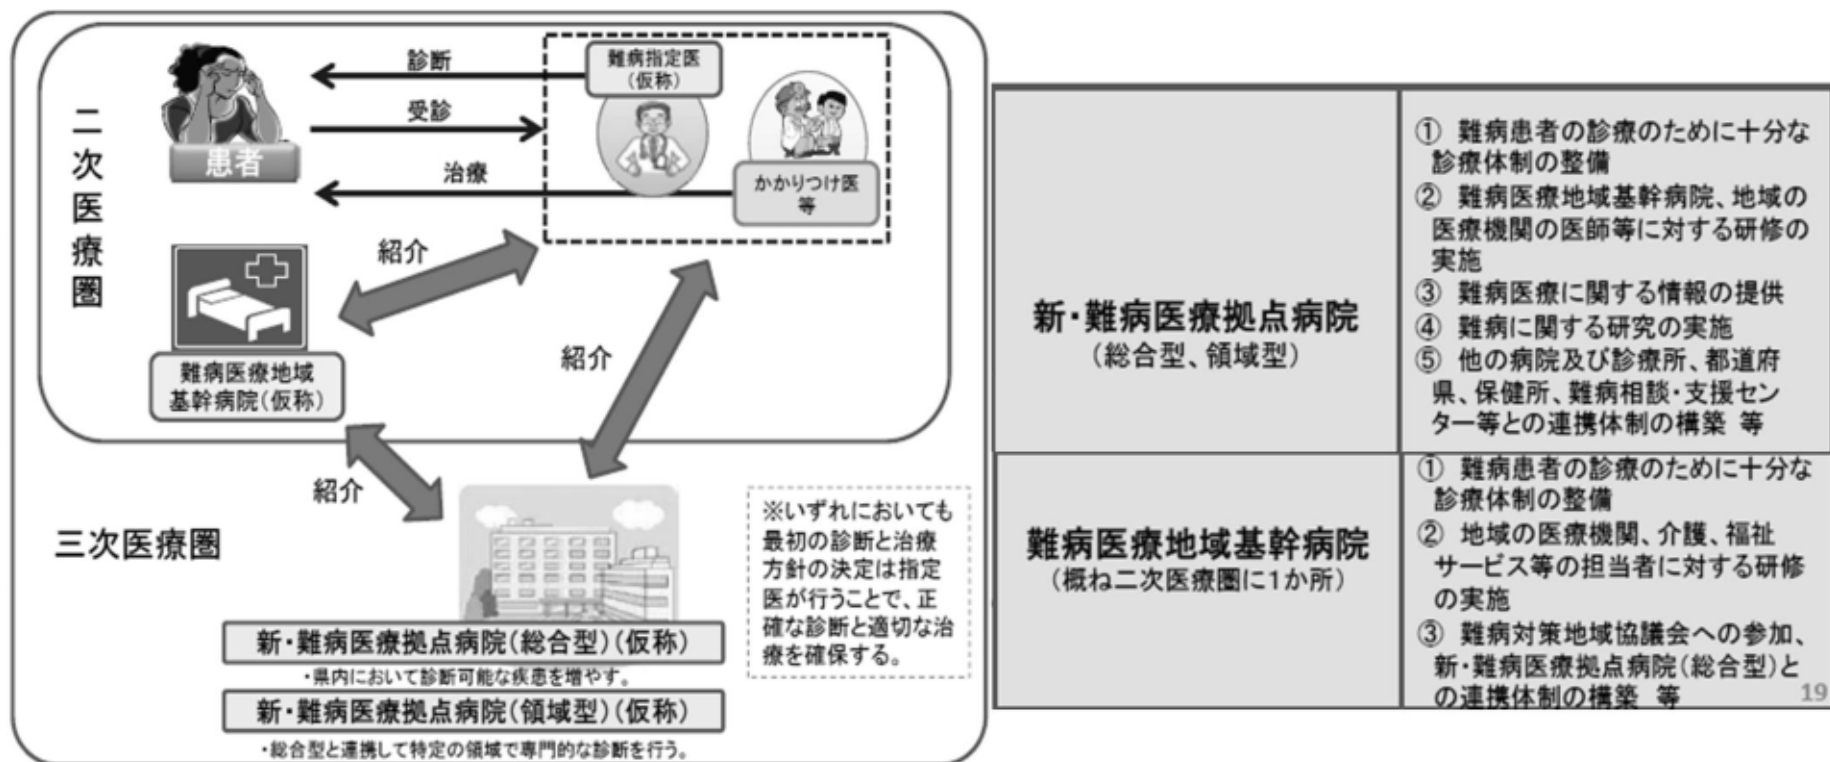 二次医療圏
診断
受診
治療
患者
難病指定医
(仮称)
かかりつけ医
等
紹介
難病医療地域
基幹病院(仮称)
紹介
紹介
三次医療圏
※いずれにおいても
最初の診断と治療
方針の決定は指定
医が行うことで、正
確な診断と適切な治
療を確保する。
新・難病医療拠点病院(総合型)(仮称)
・県内において診断可能な疾患を増やす。
新・難病医療拠点病院(領域型)(仮称)
・総合型と連携して特定の領域で専門的な診断を行う。
新・難病医療拠点病院
(総合型、領域型)
① 難病患者の診療のために十分な
診療体制の整備
② 難病医療地域基幹病院、地域の
医療機関の医師等に対する研修の
実施
③ 難病医療に関する情報の提供
④ 難病に関する研究の実施
⑤ 他の病院及び診療所、都道府
県、保健所、難病相談・支援セン
ター等との連携体制の構築 等
難病医療地域基幹病院
(概ね二次医療圏に1か所)
① 難病患者の診療のために十分な
診療体制の整備
② 地域の医療機関、介護、福祉
サービス等の担当者に対する研修
の実施
③ 難病対策地域協議会への参加、
新・難病医療拠点病院(総合型)と
の連携体制の構築 等
19